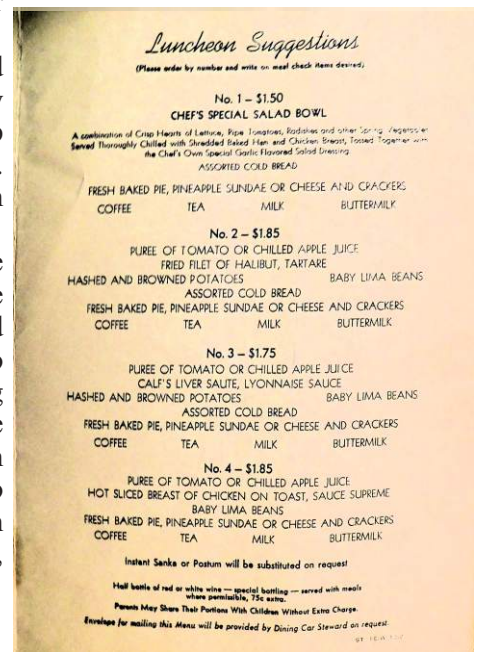 Luncheon Suggestions
(Please order by number and write on meal check items desired)
No. 1 – $1.50
CHEF'S SPECIAL SALAD BOWL
A combination of Crisp Hearts of Lettuce, Ripe Tomatoes, Radishes and other Spring Vegetables
Served Thoroughly Chilled with Shredded Baked Ham and Chicken Breast, Tossed Together with
the Chef's Own Special Garlic Flavored Salad Dressing
ASSORTED COLD BREAD
FRESH BAKED PIE, PINEAPPLE SUNDAE OR CHEESE AND CRACKERS
COFFEE TEA MILK BUTTERMILK
No. 2 – $1.85
PUREE OF TOMATO OR CHILLED APPLE JUICE
FRIED FILET OF HALIBUT, TARTARE
HASHED AND BROWNED POTATOES BABY LIMA BEANS
ASSORTED COLD BREAD
FRESH BAKED PIE, PINEAPPLE SUNDAE OR CHEESE AND CRACKERS
COFFEE TEA MILK BUTTERMILK
No. 3 – $1.75
PUREE OF TOMATO OR CHILLED APPLE JUICE
CALF'S LIVER SAUTE, LYONNAISE SAUCE
HASHED AND BROWNED POTATOES BABY LIMA BEANS
ASSORTED COLD BREAD
FRESH BAKED PIE, PINEAPPLE SUNDAE OR CHEESE AND CRACKERS
COFFEE TEA MILK BUTTERMILK
No. 4 – $1.85
PUREE OF TOMATO OR CHILLED APPLE JUICE
HOT SLICED BREAST OF CHICKEN ON TOAST, SAUCE SUPREME
BABY LIMA BEANS
FRESH BAKED PIE, PINEAPPLE SUNDAE OR CHEESE AND CRACKERS
COFFEE TEA MILK BUTTERMILK
Instant Sanka or Postum will be substituted on request
Half bottle of red or white wine — special bottling — served with meals
where permissible, 75c extra.
Parents May Share Their Portions With Children Without Extra Charge.
Envelope for mailing this Menu will be provided by Dining Car Steward on request.